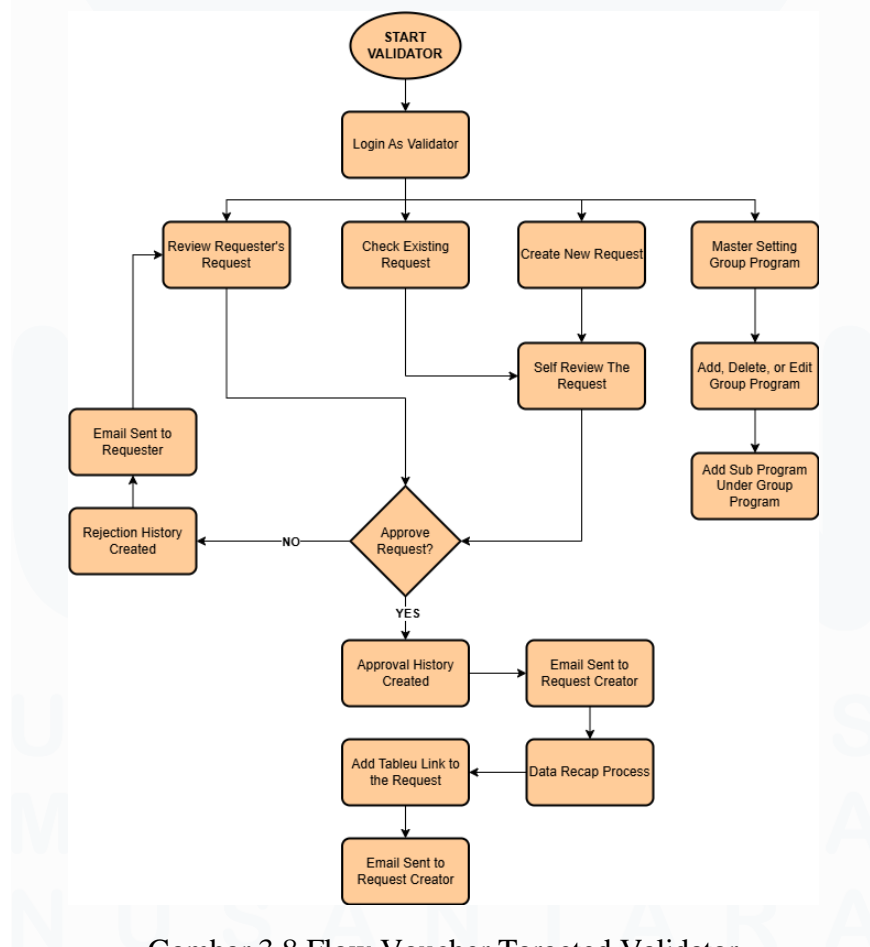 START
VALIDATOR
Login As Validator
Review Requester's
Request
Check Existing
Request
Create New Request
Master Setting
Group Program
Self Review The
Request
Add, Delete, or Edit
Group Program
Email Sent to
Requester
Add Sub Program
Under Group
Program
Rejection History
Created
NO
Approve
Request?
YES
Approval History
Created
Email Sent to
Request Creator
Add Tableu Link to
the Request
Data Recap Process
Email Sent to
Request Creator
U S
M A
N U S A N T A R A
Gambar 3.8 Flow Voucher Targeted Validator